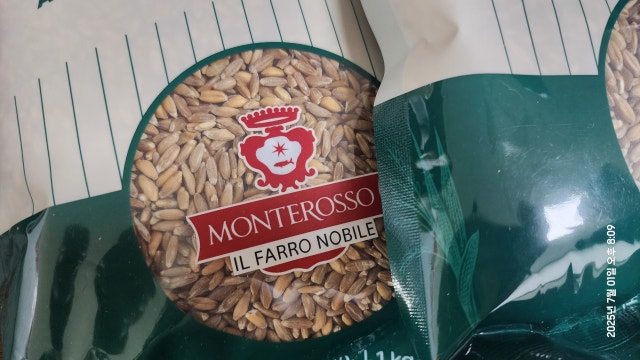 MONTEROSSO
IL FARRO NOBILE
1 kg
2025년 7월 01일 오후 8:09